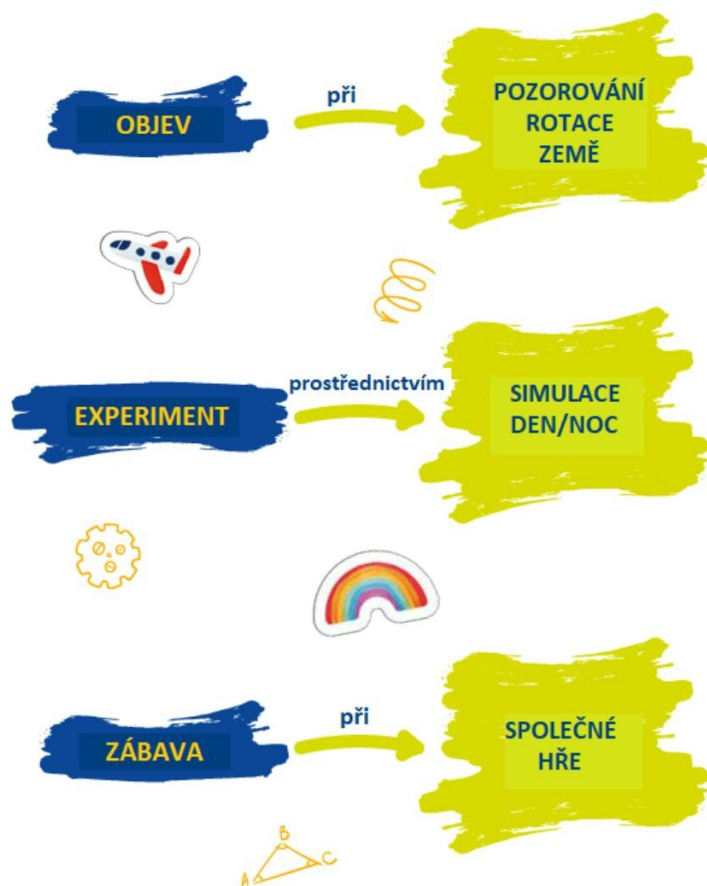 OBJEV
při
POZOROVÁNÍ
ROTACE
ZEMĚ
EXPERIMENT
prostřednictvím
SIMULACE
DEN/NOC
ZÁBAVA
při
SPOLEČNÉ
HŘE
B
A
C